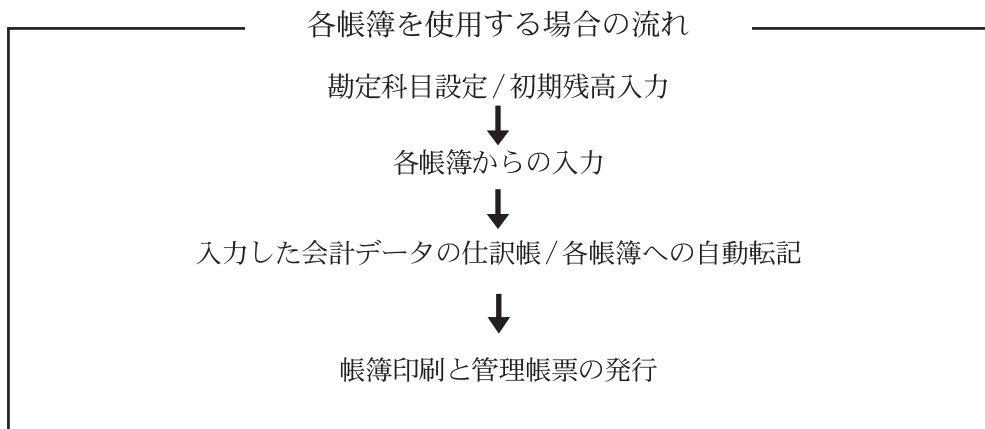 各帳簿を使用する場合の流れ
勘定科目設定/初期残高入力
各帳簿からの入力
入力した会計データの仕訳帳/各帳簿への自動転記
帳簿印刷と管理帳票の発行